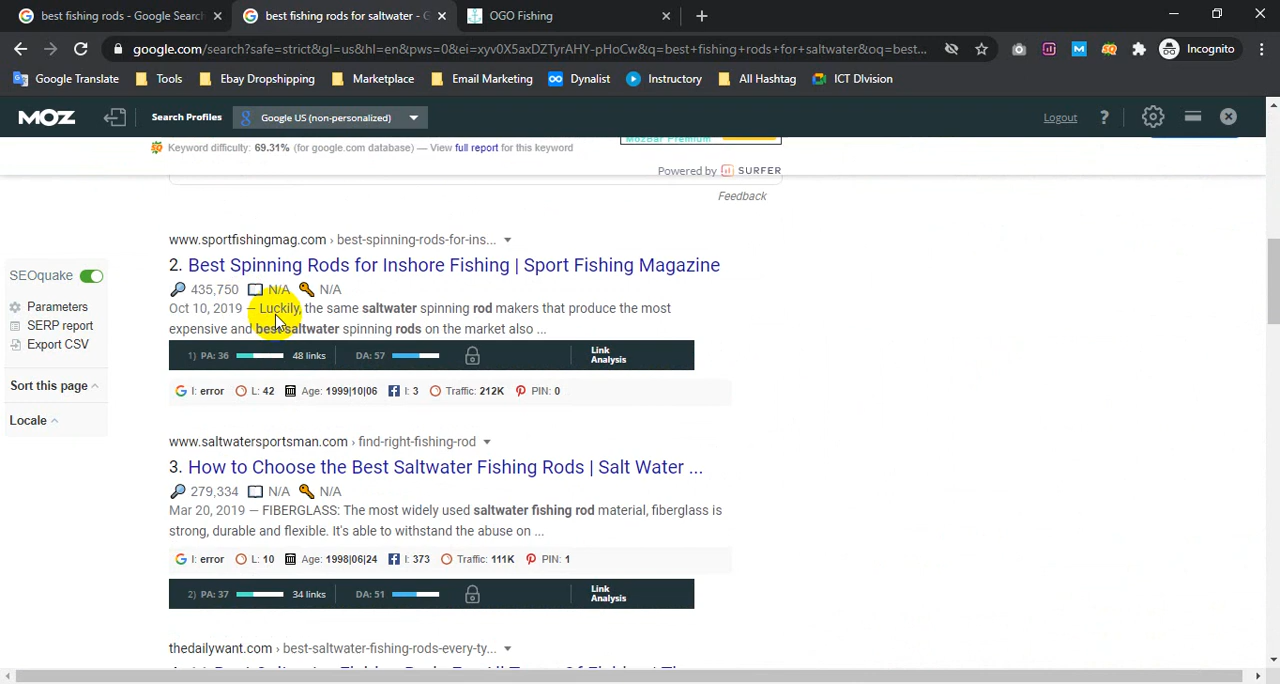 best fishing rods - Google Searc
best fishing rods for saltwater - G
OGO Fishing
google.com/search?safe=strict&gl=us&hl=en&pws=0&ei=xyv0X5axDZTyrAHY-pHoCw&q=best+fishing+rods+for+saltwater&oq=best...
Incognito
Google Translate
Tools
Ebay Dropshipping
Marketplace
Email Marketing
Dynalist
Instructory
All Hashtag
ICT DIvision
MOZ
Search Profiles
Google US (non-personalized)
Logout
?
Keyword difficulty: 69.31% (for google.com database) — View full report for this keyword
Powered by SURFER
Feedback
www.sportfishingmag.com › best-spinning-rods-for-ins...
2. Best Spinning Rods for Inshore Fishing | Sport Fishing Magazine
435,750 N/A N/A
Oct 10, 2019 — Luckily, the same saltwater spinning rod makers that produce the most
expensive and best saltwater spinning rods on the market also ...
1) PA: 36 48 links DA: 57 Link Analysis
I: error L: 42 Age: 1999|10|06 I: 3 Traffic: 212K PIN: 0
SEOquake
Parameters
SERP report
Export CSV
Sort this page
Locale
www.saltwatersportsman.com › find-right-fishing-rod
3. How to Choose the Best Saltwater Fishing Rods | Salt Water ...
279,334 N/A N/A
Mar 20, 2019 — FIBERGLASS: The most widely used saltwater fishing rod material, fiberglass is
strong, durable and flexible. It's able to withstand the abuse on ...
I: error L: 10 Age: 1998|06|24 I: 373 Traffic: 111K PIN: 1
2) PA: 37 34 links DA: 51 Link Analysis
thedailywant.com › best-saltwater-fishing-rods-every-ty...